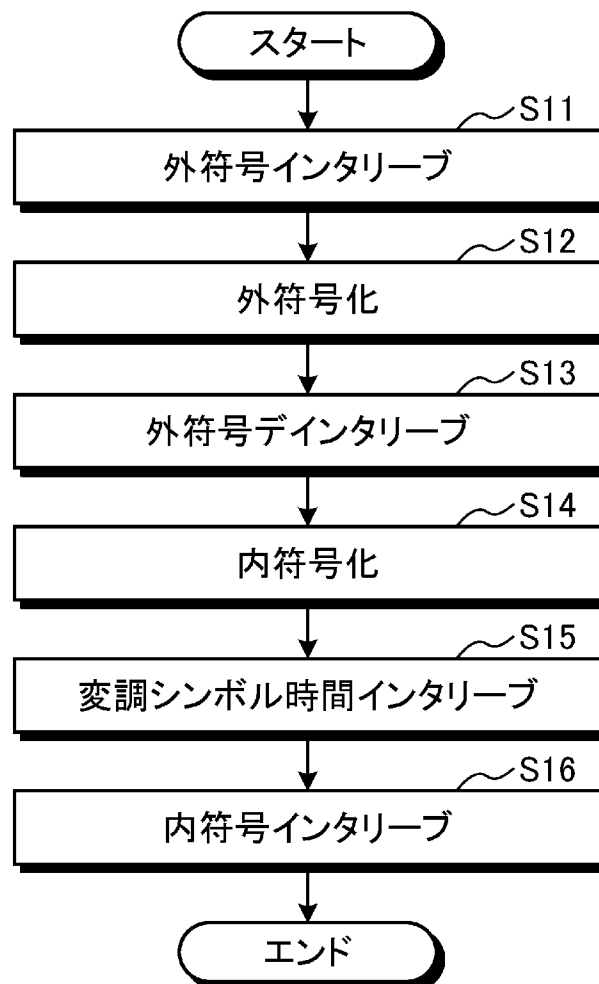 スタート
S11
外符号インタリーブ
S12
外符号化
S13
外符号デインタリーブ
S14
内符号化
S15
変調シンボル時間インタリーブ
S16
内符号インタリーブ
エンド